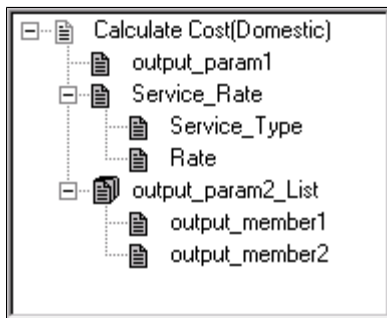 Calculate Cost(Domestic)
output_param1
Service_Rate
Service_Type
Rate
output_param2_List
output_member1
output_member2